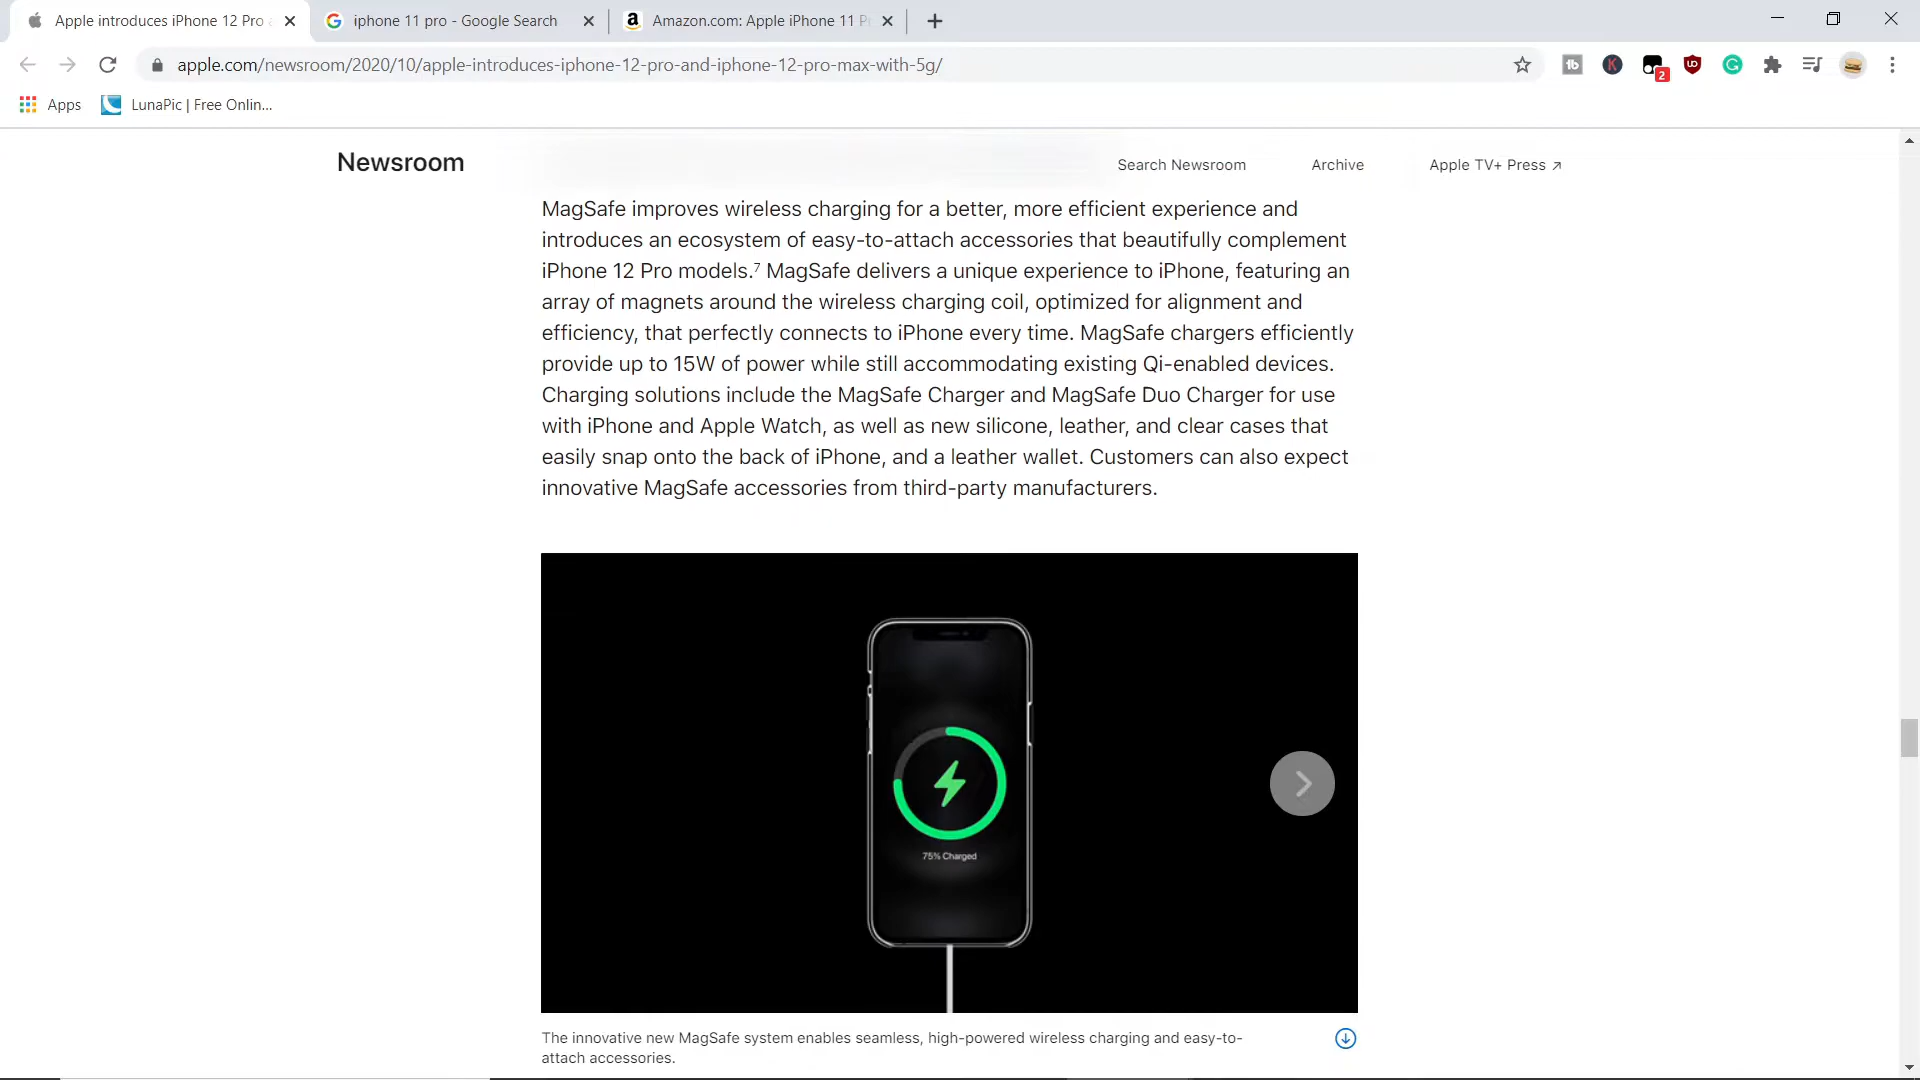 Apple introduces iPhone 12 Pro
iphone 11 pro - Google Search
Amazon.com: Apple iPhone 11 P
apple.com/newsroom/2020/10/apple-introduces-iphone-12-pro-and-iphone-12-pro-max-with-5g/
2
Apps
LunaPic | Free Onlin...
Newsroom
Search Newsroom
Archive
Apple TV+ Press ↗
MagSafe improves wireless charging for a better, more efficient experience and
introduces an ecosystem of easy-to-attach accessories that beautifully complement
iPhone 12 Pro models.⁷ MagSafe delivers a unique experience to iPhone, featuring an
array of magnets around the wireless charging coil, optimized for alignment and
efficiency, that perfectly connects to iPhone every time. MagSafe chargers efficiently
provide up to 15W of power while still accommodating existing Qi-enabled devices.
Charging solutions include the MagSafe Charger and MagSafe Duo Charger for use
with iPhone and Apple Watch, as well as new silicone, leather, and clear cases that
easily snap onto the back of iPhone, and a leather wallet. Customers can also expect
innovative MagSafe accessories from third-party manufacturers.
75% Charged
The innovative new MagSafe system enables seamless, high-powered wireless charging and easy-to-
attach accessories.